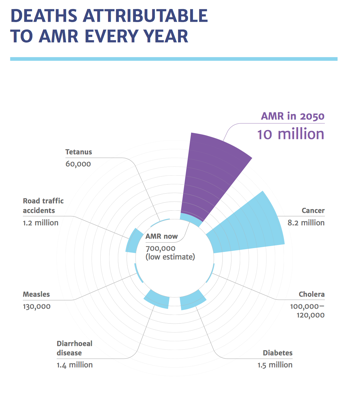 DEATHS ATTRIBUTABLE
TO AMR EVERY YEAR
AMR in 2050
10 million
Tetanus
60,000
Road traffic
accidents
1.2 million
AMR now
700,000
(low estimate)
Cancer
8.2 million
Measles
130,000
Cholera
100,000–
120,000
Diarrhoeal
disease
1.4 million
Diabetes
1.5 million